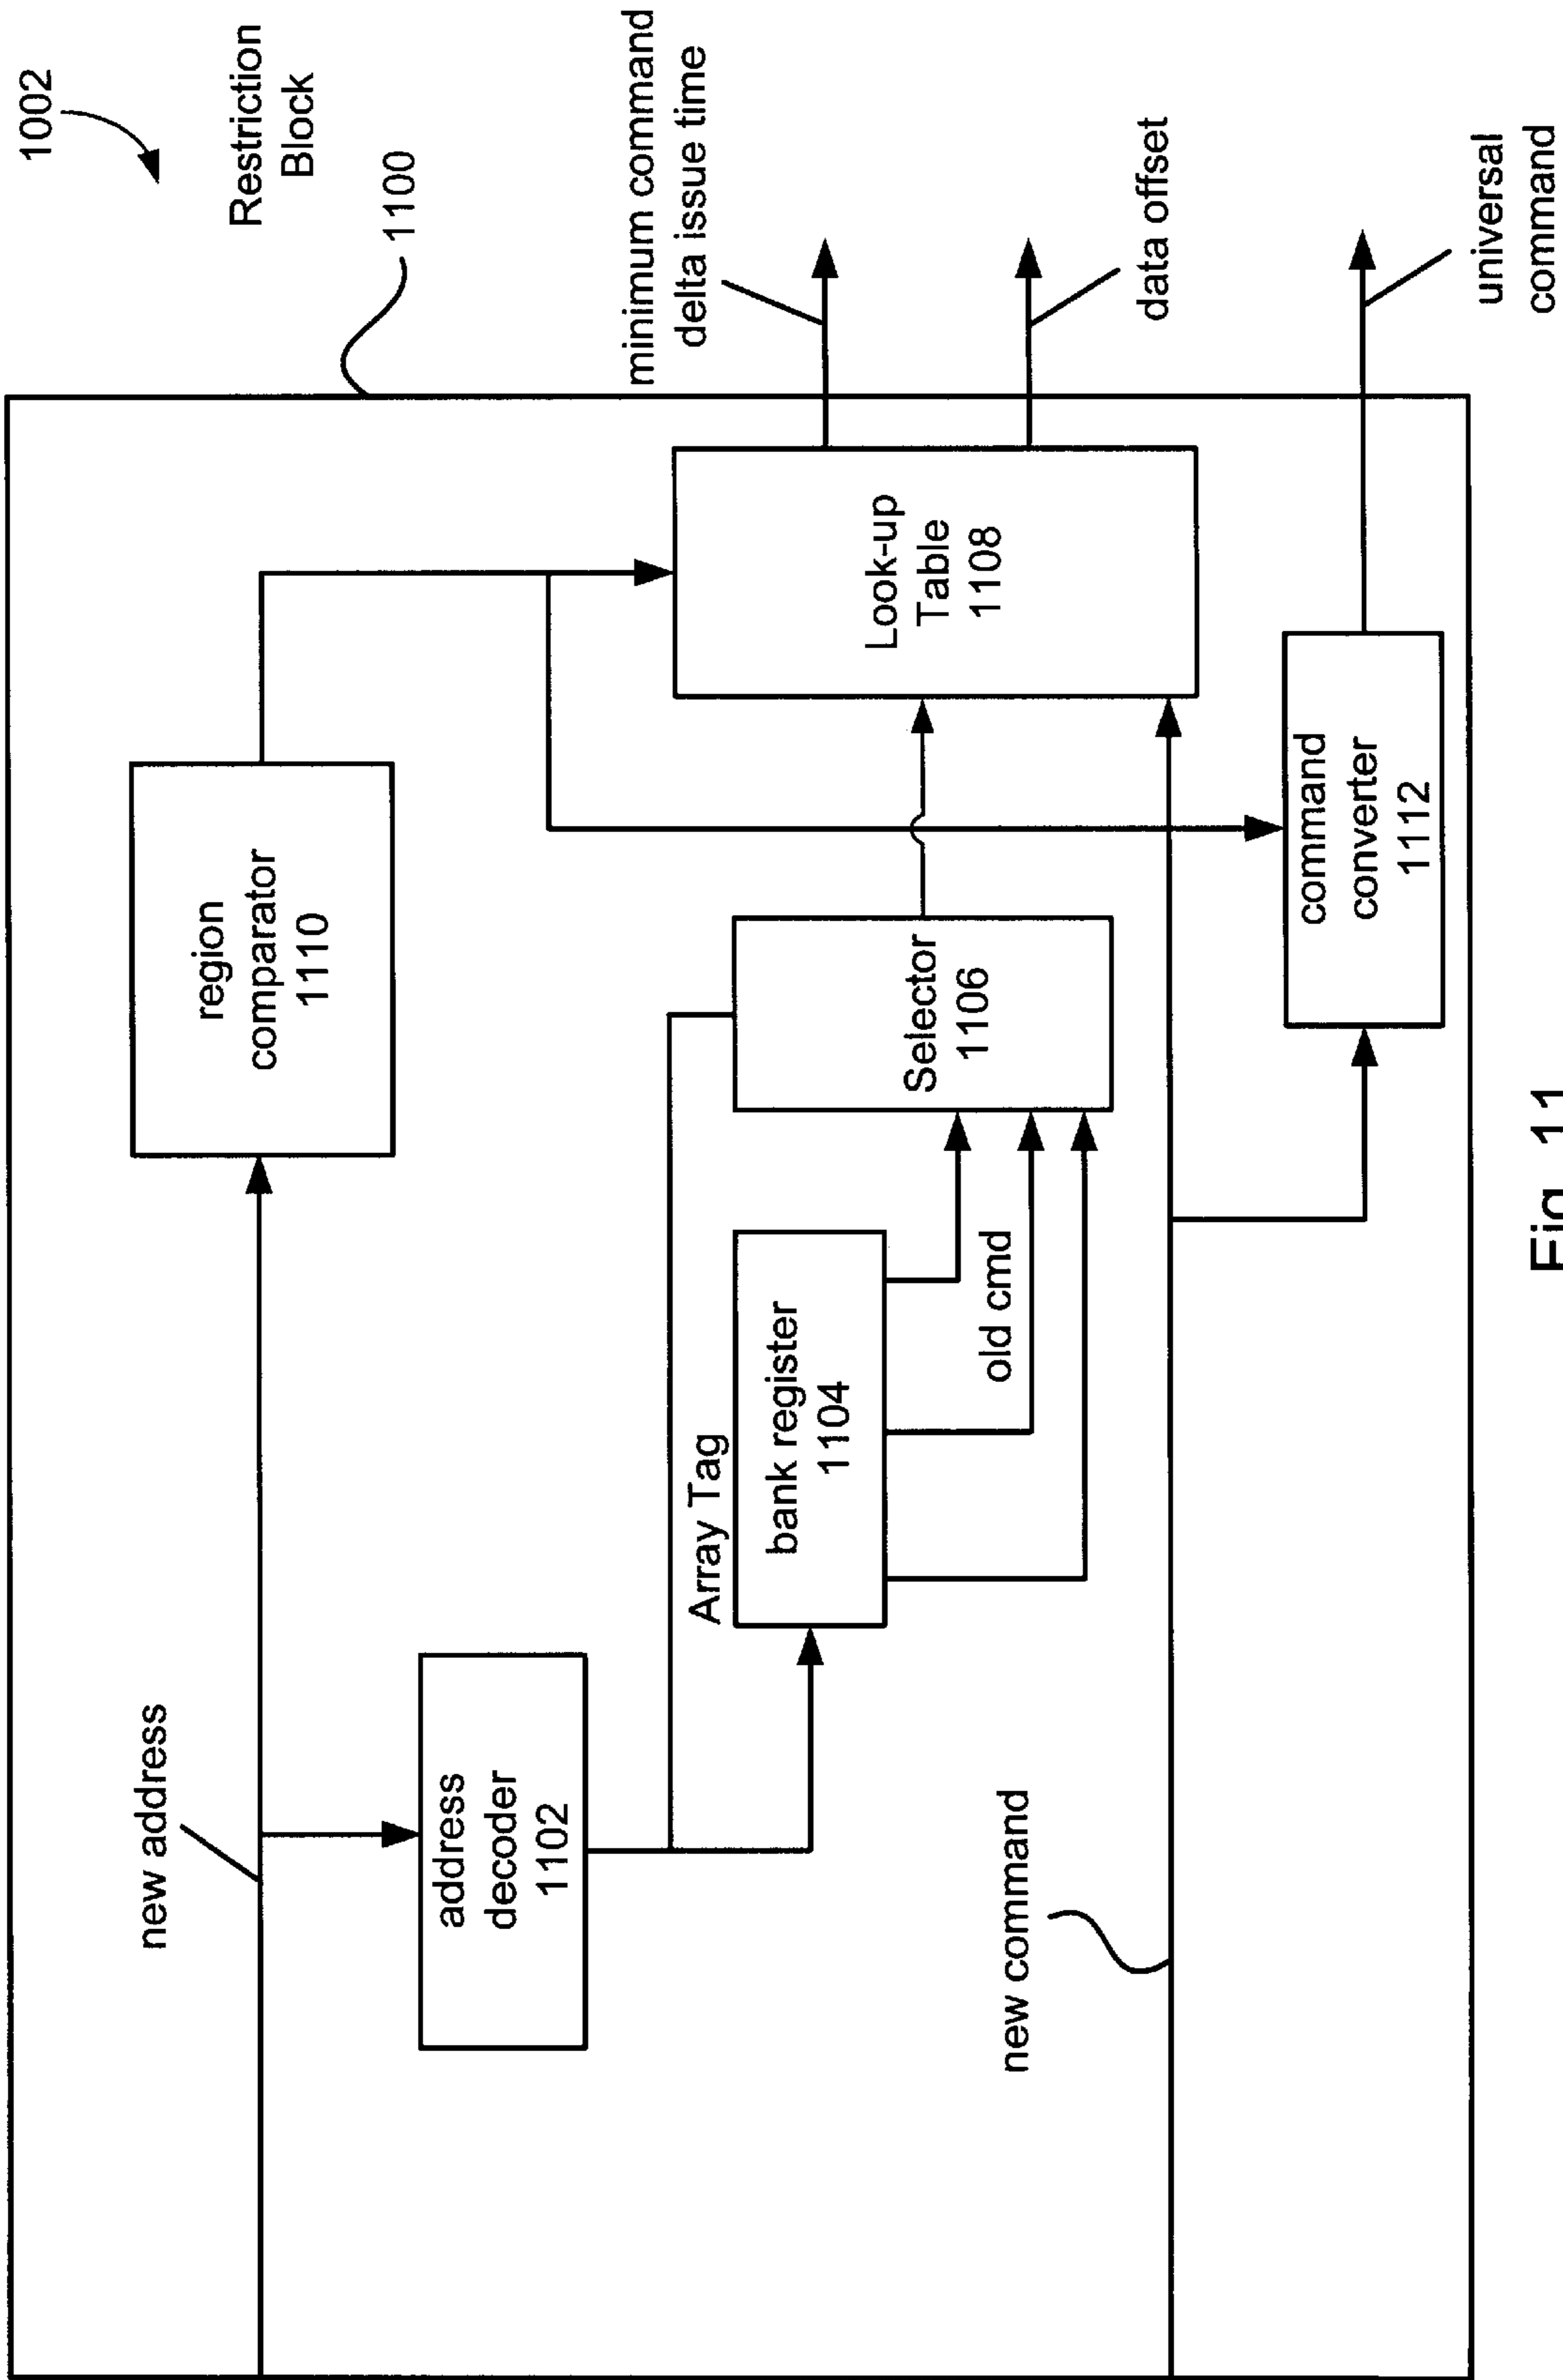 1002
Restriction
Block
1100
minimum command
delta issue time
data offset
universal
command
new address
region
comparator
1110
address
decoder
1102
Array Tag
bank register
1104
old cmd
Selector
1106
Look-up
Table
1108
new command
command
converter
1112
Fig. 11